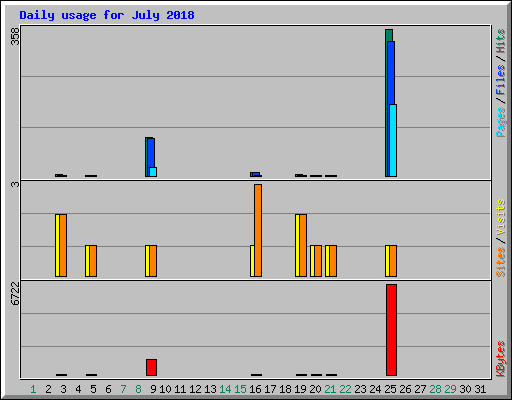 Daily usage for July 2018
358
3
6722
Pages/Files/Hits
Sites/Visits
KBytes
1 2 3 4 5 6 7 8 9 10 11 12 13 14 15 16 17 18 19 20 21 22 23 24 25 26 27 28 29 30 31